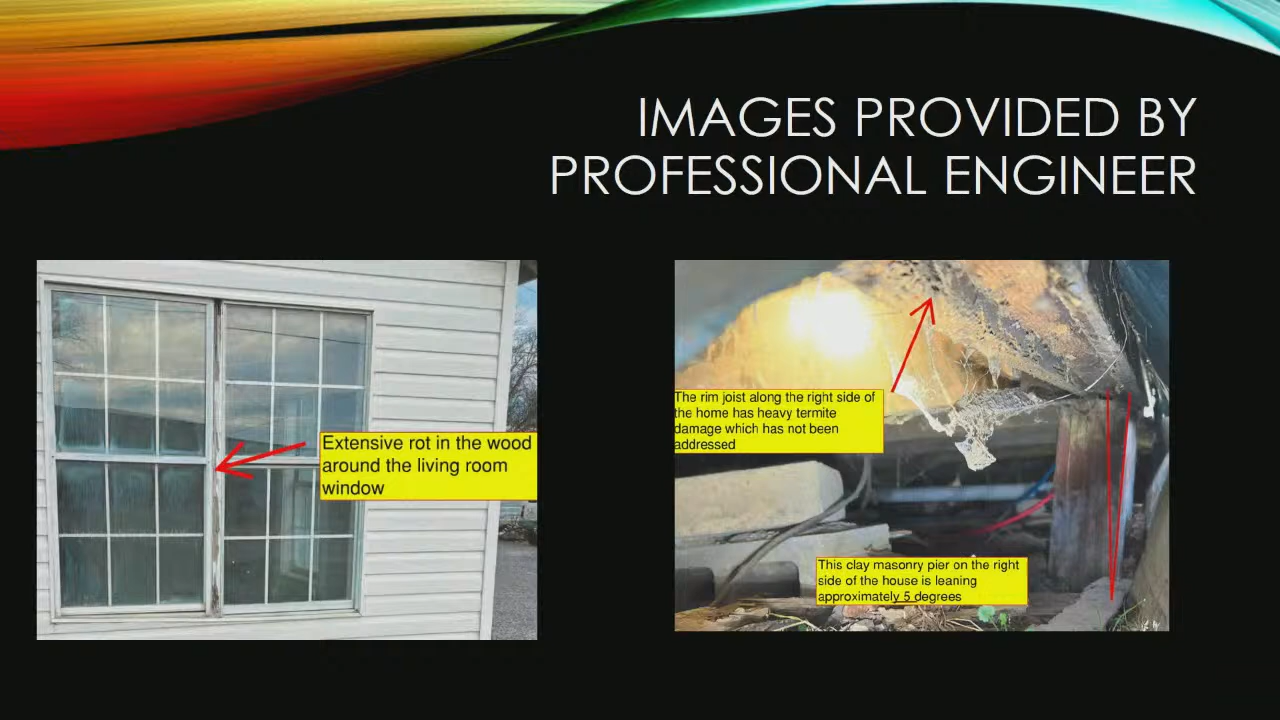 IMAGES PROVIDED BY
PROFESSIONAL ENGINEER
Extensive rot in the wood
around the living room
window
The rim joist along the right side of
the home has heavy termite
damage which has not been
addressed
This clay masonry pier on the right
side of the house is leaning
approximately 5 degrees